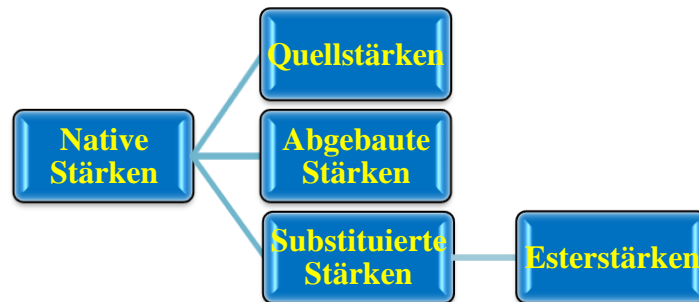 Quellstärken
Native
Stärken
Abgebaute
Stärken
Substituierte
Stärken
Esterstärken